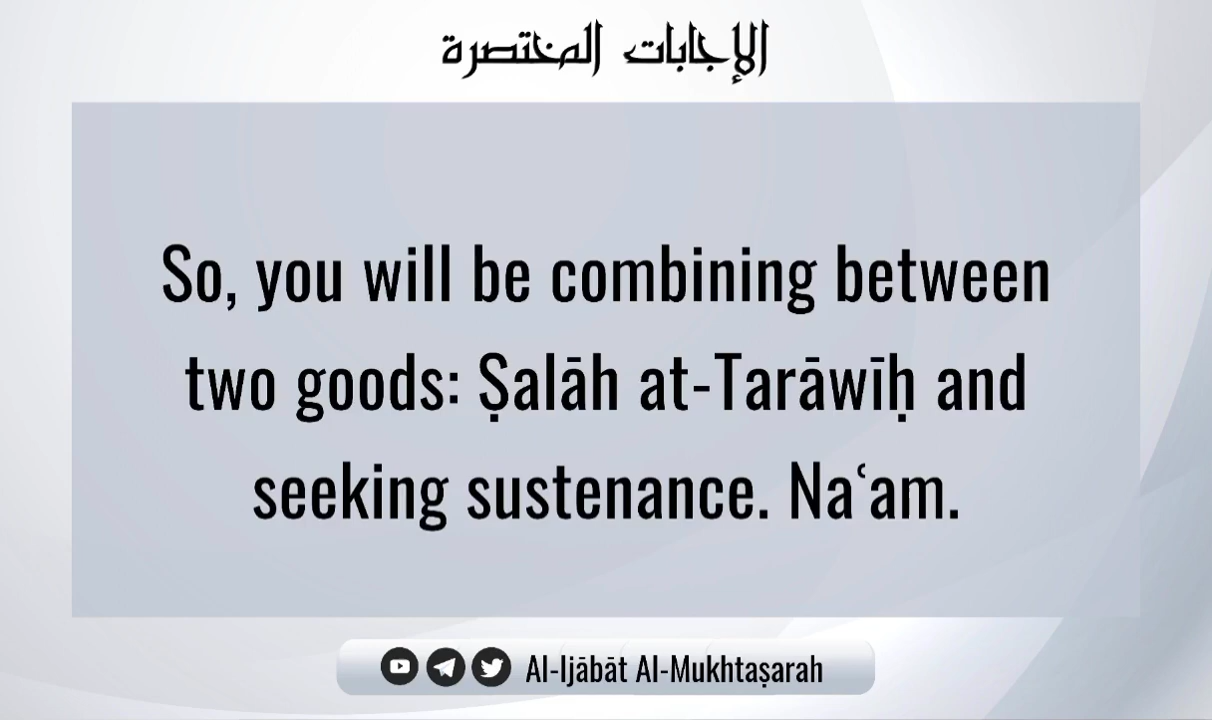 الإجابات المختصرة
So, you will be combining between
two goods: Ṣalāh at-Tarāwīḥ and
seeking sustenance. Naʿam.
Al-Ijābāt Al-Mukhtaṣarah